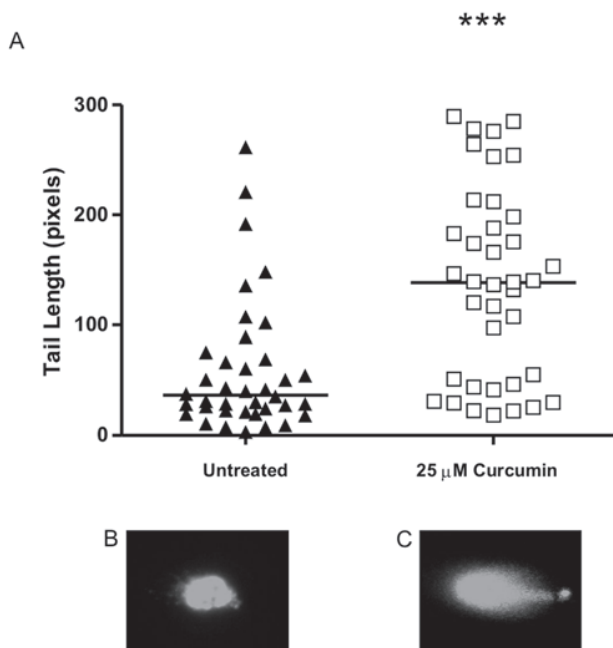 ***
A
300
200
100
0
Tail Length (pixels)
Untreated
25 μM Curcumin
B
C